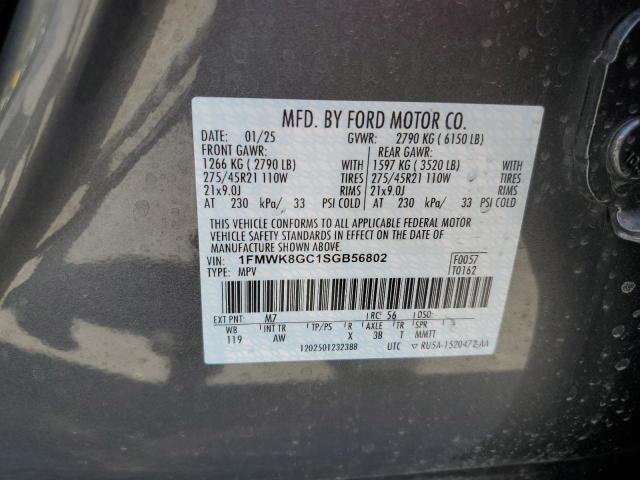 MFD. BY FORD MOTOR CO.
DATE: 01/25 GVWR: 2790 KG ( 6150 LB)
FRONT GAWR: REAR GAWR:
1266 KG ( 2790 LB) WITH 1597 KG ( 3520 LB) WITH
275/45R21 110W TIRES 275/45R21 110W TIRES
21x9.0J RIMS 21x9.0J RIMS
AT 230 kPa/ 33 PSI COLD AT 230 kPa/ 33 PSI COLD
THIS VEHICLE CONFORMS TO ALL APPLICABLE FEDERAL MOTOR
VEHICLE SAFETY STANDARDS IN EFFECT ON THE DATE OF
MANUFACTURE SHOWN ABOVE.
VIN: 1FMWK8GC1SGB56802 F0057
TYPE: MPV T0162
EXT PNT: M7 RC: 56 DSO:
WB INT TR TP/PS R AXLE TR SPR
119 AW X 3B T MMTT
1202501232388 UTC ▽ RU5A-1520472-AA